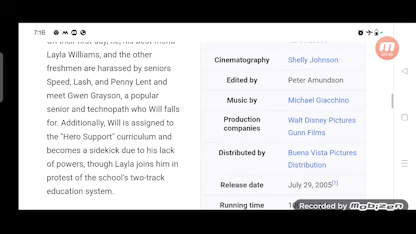 7:16
On their first day, he, his best friend
Layla Williams, and the other
freshmen are harassed by seniors
Speed, Lash, and Penny Lent and
meet Gwen Grayson, a popular
senior and technopath who Will falls
for. Additionally, Will is assigned to
the "Hero Support" curriculum and
becomes a sidekick due to his lack
of powers, though Layla joins him in
protest of the school's two-track
education system.
Cinematography Shelly Johnson
Edited by Peter Amundson
Music by Michael Giacchino
Production companies Walt Disney Pictures
Gunn Films
Distributed by Buena Vista Pictures
Distribution
Release date July 29, 2005[1]
Running time
Recorded by MOBIZEN